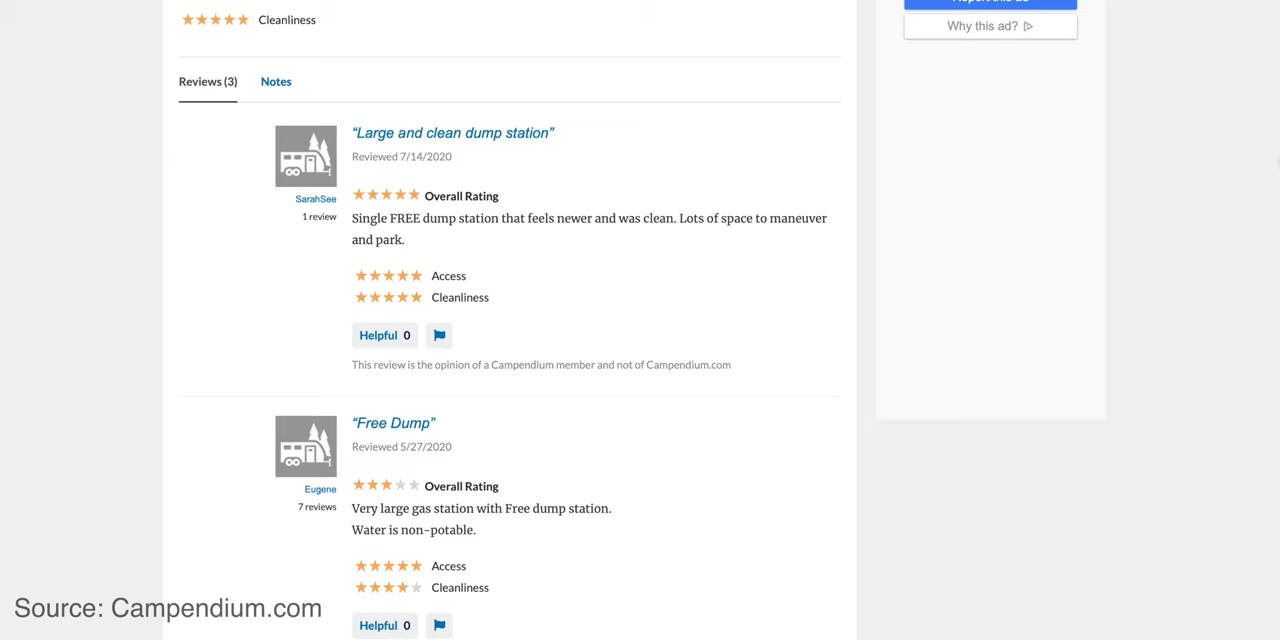 Cleanliness
Report this ad
Why this ad?
Reviews (3)
Notes
“Large and clean dump station”
Reviewed 7/14/2020
SarahSee
1 review
Overall Rating
Single FREE dump station that feels newer and was clean. Lots of space to maneuver
and park.
Access
Cleanliness
Helpful 0
This review is the opinion of a Campendium member and not of Campendium.com
“Free Dump”
Reviewed 5/27/2020
Eugene
7 reviews
Overall Rating
Very large gas station with Free dump station.
Water is non-potable.
Access
Cleanliness
Helpful 0
Source: Campendium.com